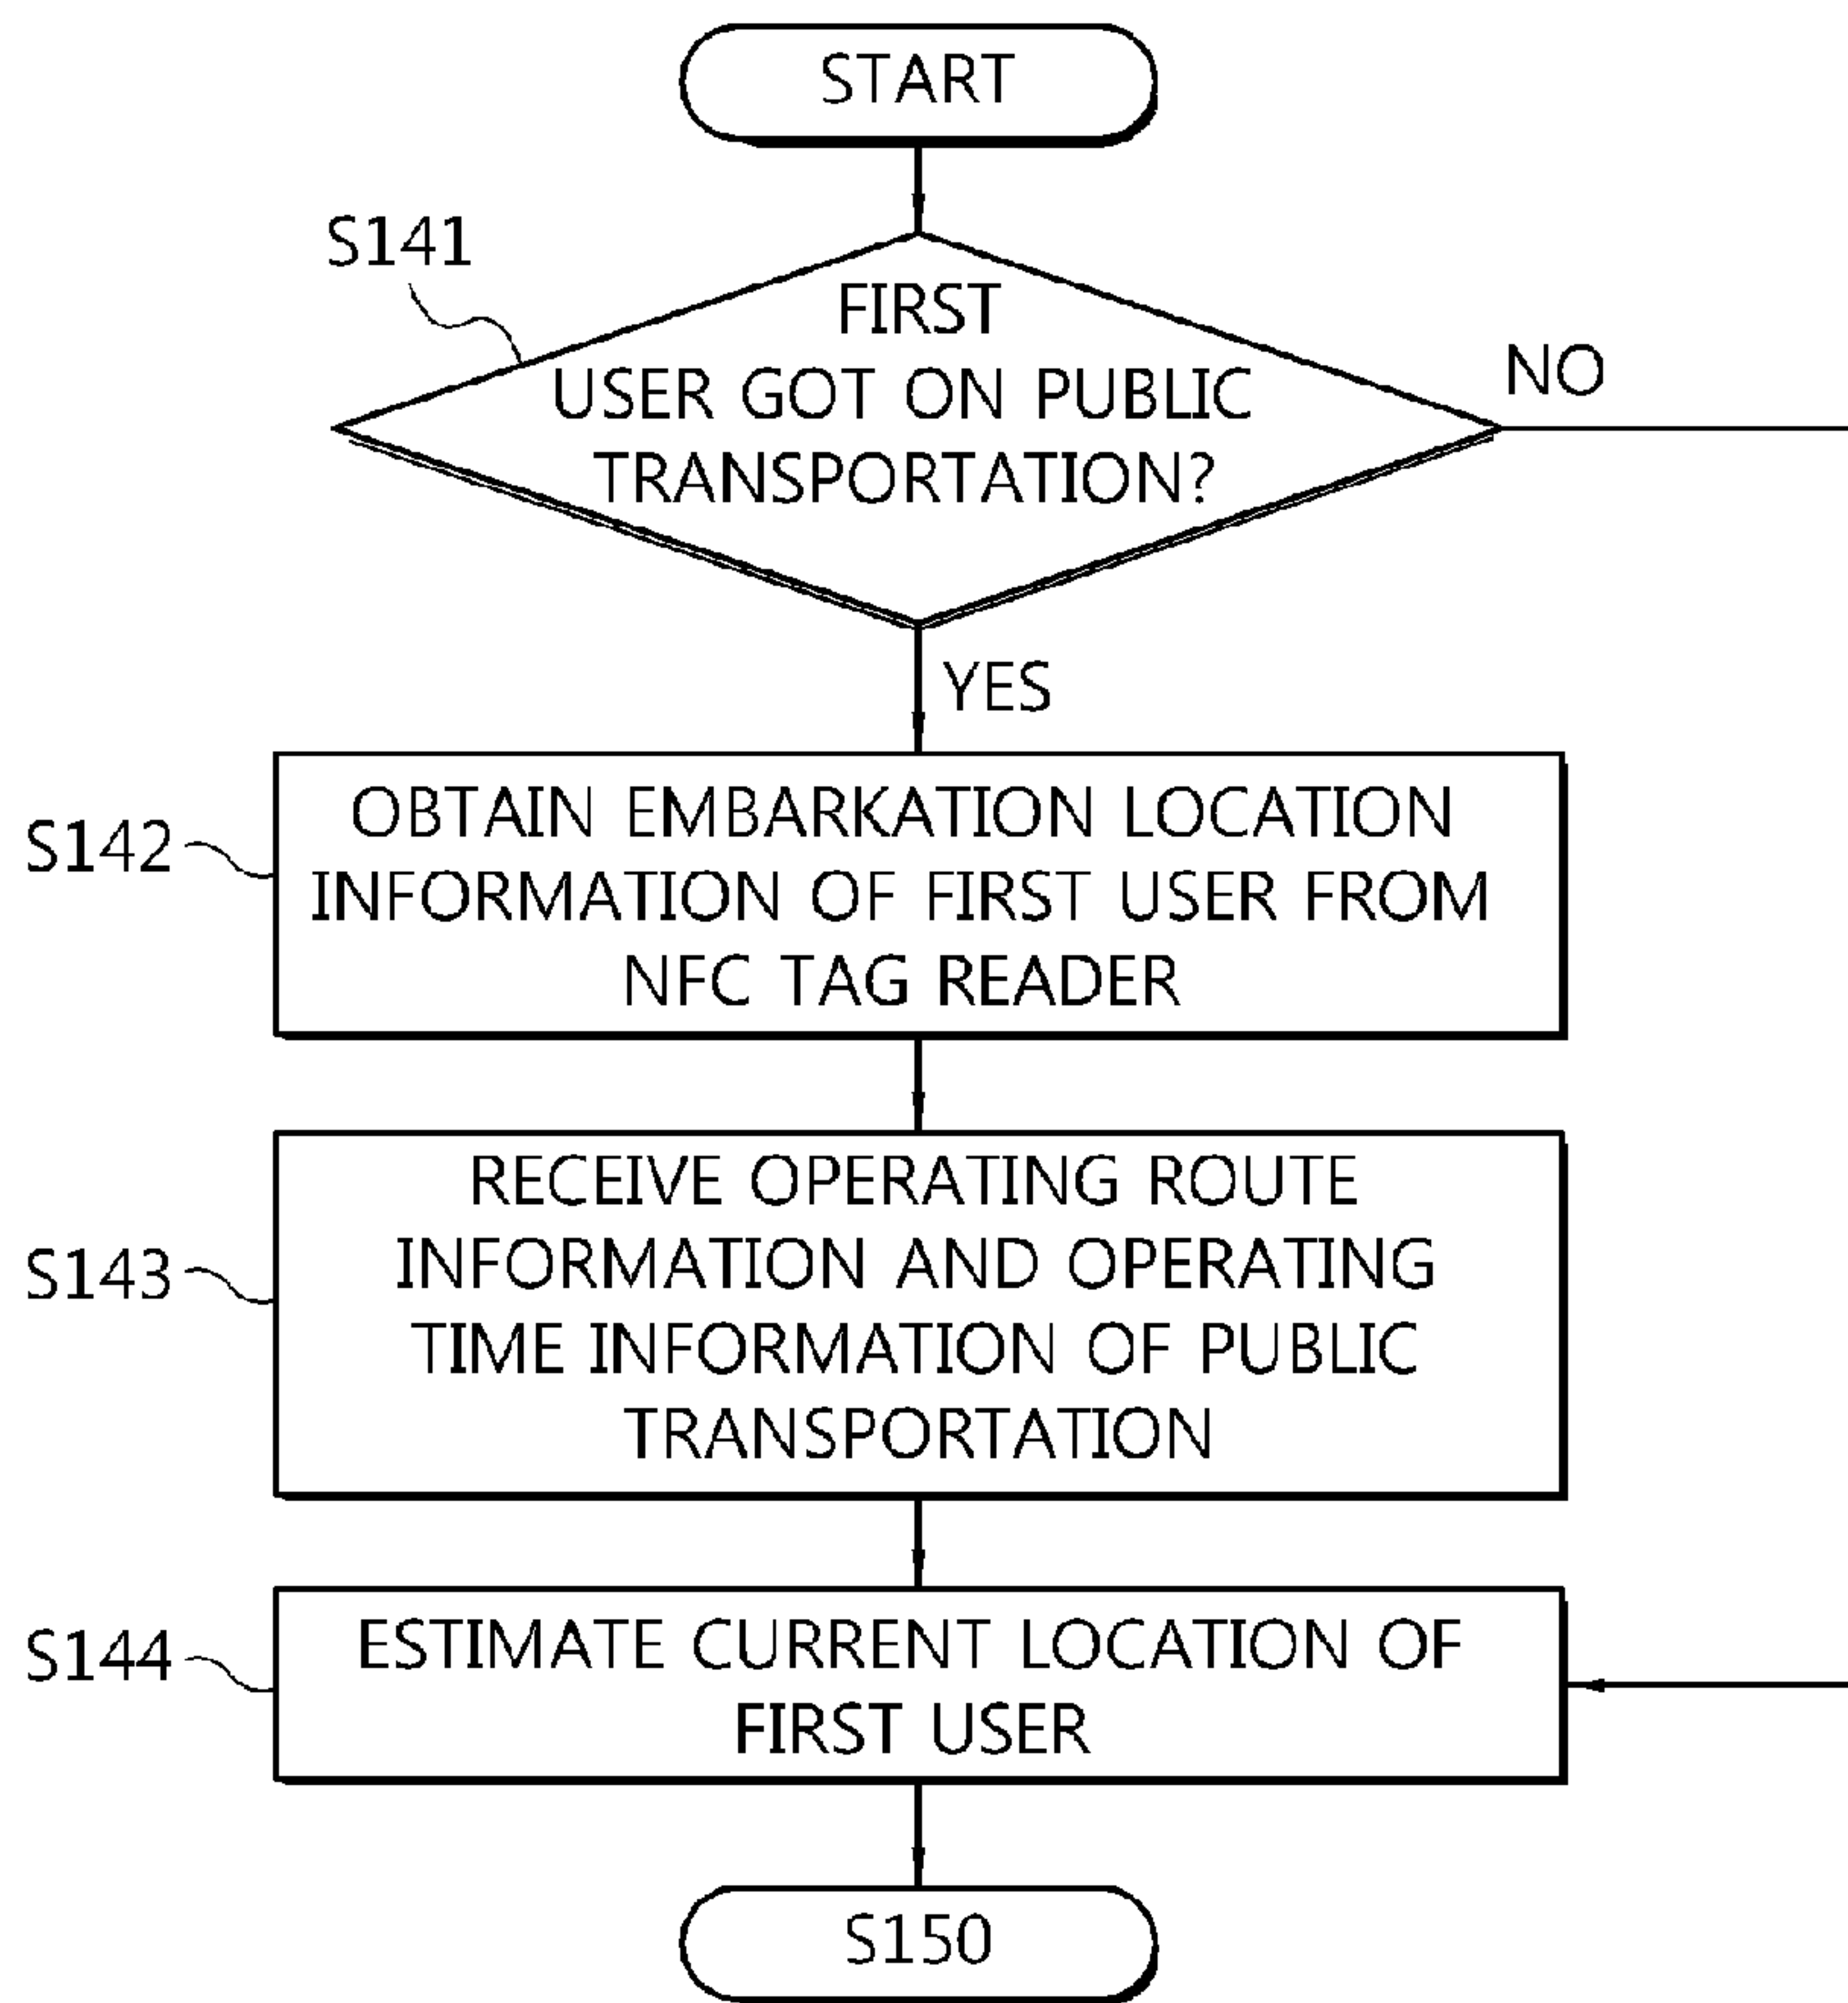 START
S141
FIRST
USER GOT ON PUBLIC
TRANSPORTATION?
NO
YES
S142
OBTAIN EMBARKATION LOCATION
INFORMATION OF FIRST USER FROM
NFC TAG READER
S143
RECEIVE OPERATING ROUTE
INFORMATION AND OPERATING
TIME INFORMATION OF PUBLIC
TRANSPORTATION
S144
ESTIMATE CURRENT LOCATION OF
FIRST USER
S150